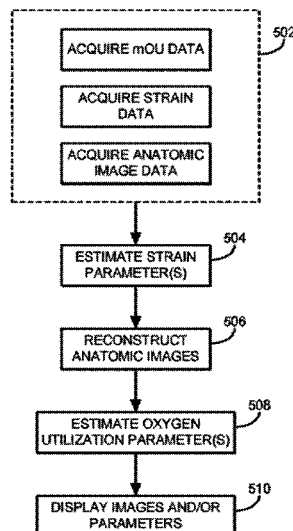 502
ACQUIRE mOU DATA
ACQUIRE STRAIN
DATA
ACQUIRE ANATOMIC
IMAGE DATA
504
ESTIMATE STRAIN
PARAMETER(S)
506
RECONSTRUCT
ANATOMIC IMAGES
508
ESTIMATE OXYGEN
UTILIZATION PARAMETER(S)
510
DISPLAY IMAGES AND/OR
PARAMETERS